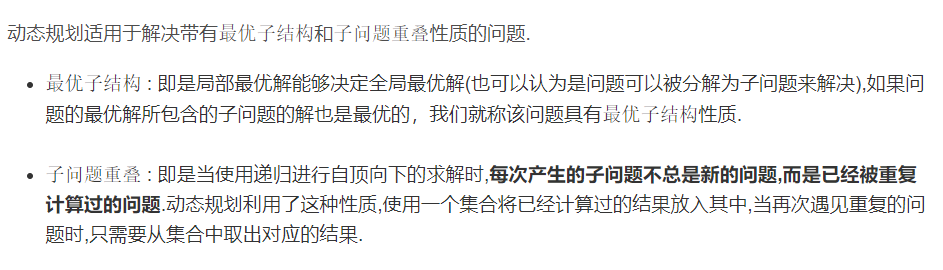 动态规划适用于解决带有最优子结构和子问题重叠性质的问题.
• 最优子结构 : 即是局部最优解能够决定全局最优解(也可以认为是问题可以被分解为子问题来解决),如果问
题的最优解所包含的子问题的解也是最优的，我们就称该问题具有最优子结构性质.
• 子问题重叠 : 即是当使用递归进行自顶向下的求解时,每次产生的子问题不总是新的问题,而是已经被重复
计算过的问题.动态规划利用了这种性质,使用一个集合将已经计算过的结果放入其中,当再次遇见重复的问
题时,只需要从集合中取出对应的结果.